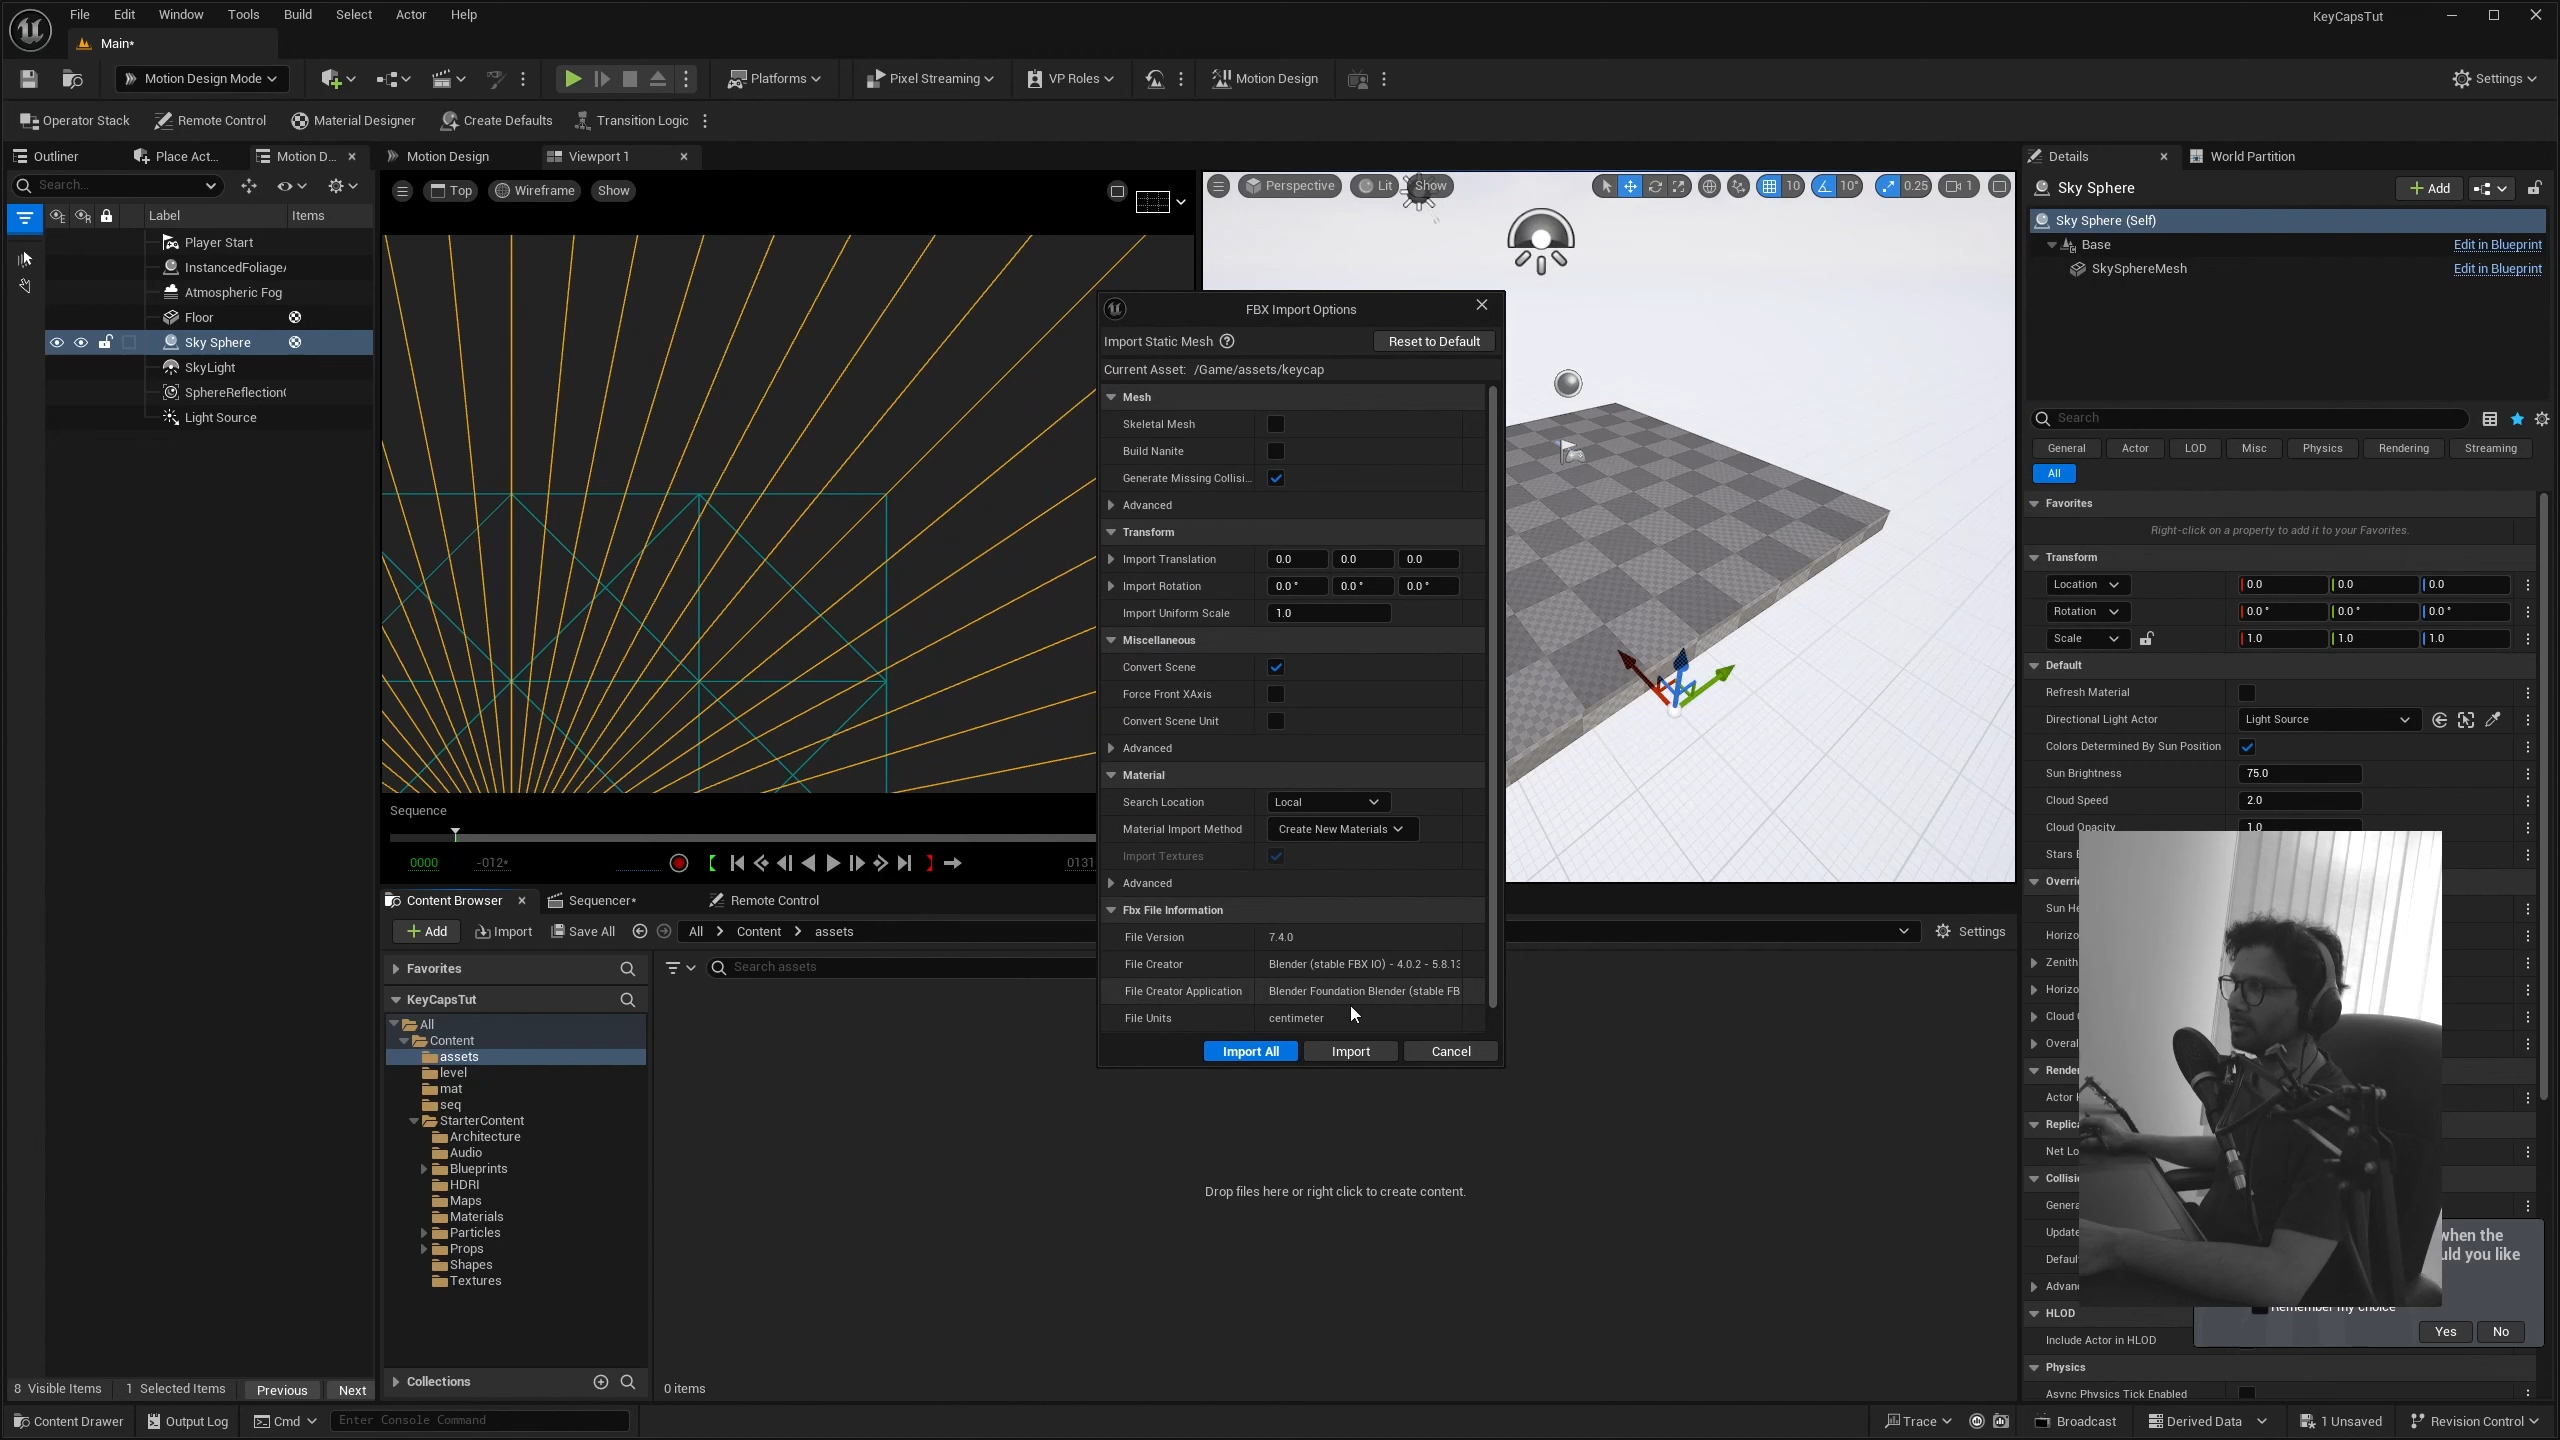 File Edit Window Tools Build Select Actor Help
KeyCapsTut
Main*
Motion Design Mode
Platforms
Pixel Streaming
VP Roles
Motion Design
Settings
Operator Stack
Remote Control
Material Designer
Create Defaults
Transition Logic
Outliner
Place Act...
Motion D...
Motion Design
Viewport 1
Search...
Label
Items
Player Start
InstancedFoliageA
Atmospheric Fog
Floor
Sky Sphere
SkyLight
SphereReflection
Light Source
8 Visible Items
1 Selected Items
Previous
Next
Top
Wireframe
Show
Perspective
Lit
Show
10
10°
0.25
1
Sequence
0000
-012*
0131
FBX Import Options
Import Static Mesh
Reset to Default
Current Asset: /Game/assets/keycap
Mesh
Skeletal Mesh
Build Nanite
Generate Missing Collisi...
Advanced
Transform
Import Translation 0.0 0.0 0.0
Import Rotation 0.0 ° 0.0 ° 0.0 °
Import Uniform Scale 1.0
Miscellaneous
Convert Scene
Force Front XAxis
Convert Scene Unit
Advanced
Material
Search Location Local
Material Import Method Create New Materials
Import Textures
Advanced
Fbx File Information
File Version 7.4.0
File Creator Blender (stable FBX IO) - 4.0.2 - 5.8.13
File Creator Application Blender Foundation Blender (stable FB
File Units centimeter
Import All
Import
Cancel
Content Browser
Sequencer*
Remote Control
Add
Import
Save All
All
Content
assets
Settings
Favorites
KeyCapsTut
All
Content
assets
level
mat
seq
StarterContent
Architecture
Audio
Blueprints
HDRI
Maps
Materials
Particles
Props
Shapes
Textures
Collections
Search assets
Drop files here or right click to create content.
0 items
Details
World Partition
Sky Sphere
Add
Sky Sphere (Self)
Base
Edit in Blueprint
SkySphereMesh
Edit in Blueprint
Search
General
Actor
LOD
Misc
Physics
Rendering
Streaming
All
Favorites
Right-click on a property to add it to your Favorites.
Transform
Location 0.0 0.0 0.0
Rotation 0.0 ° 0.0 ° 0.0 °
Scale 1.0 1.0 1.0
Default
Refresh Material
Directional Light Actor Light Source
Colors Determined By Sun Position
Sun Brightness 75.0
Cloud Speed 2.0
Cloud Opacity 1.0
Stars
Overri
Sun He
Horizo
Zenith
Horizo
Cloud
Overal
Render
Actor
Replica
Net Lo
Collisio
Genera
Update
Defaul
Advanc
HLOD
Include Actor in HLOD
Physics
Async Physics Tick Enabled
when the
uld you like
Remember my choice
Yes
No
Content Drawer
Output Log
Cmd
Enter Console Command
Trace
Broadcast
Derived Data
1 Unsaved
Revision Control